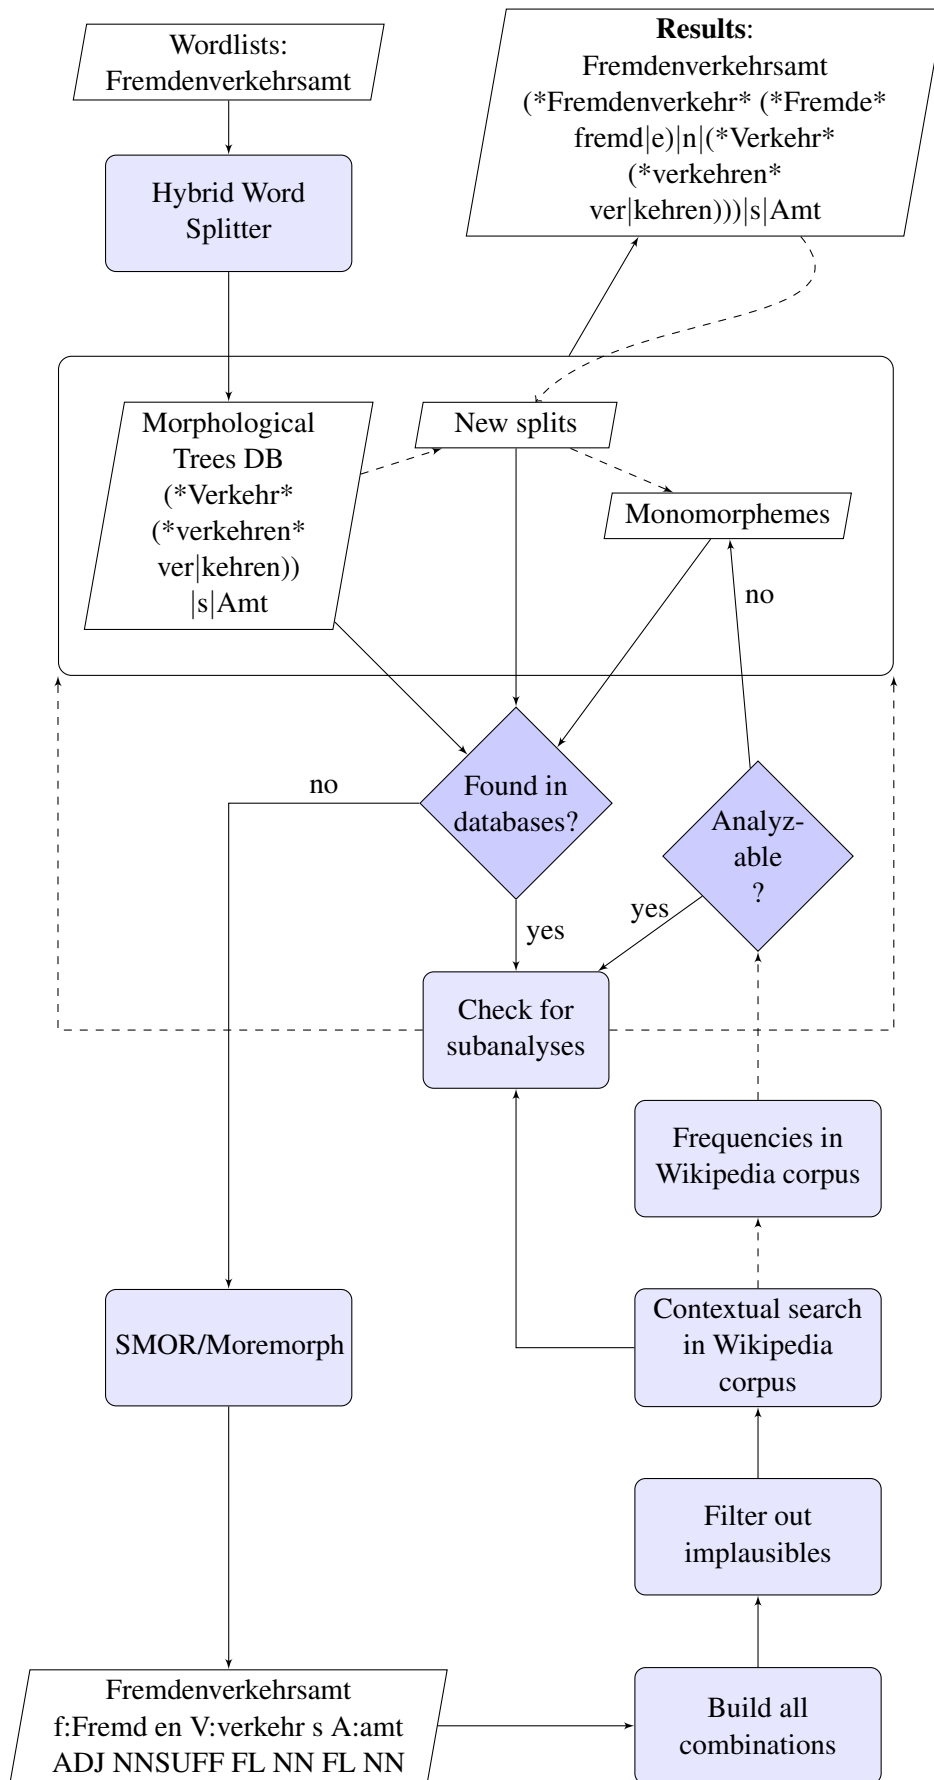 Wordlists:
Fremdenverkehrsamt
Results:
Fremdenverkehrsamt
(*Fremdenverkehr* (*Fremde*
fremd|e)|n|(*Verkehr*
(*verkehren*
ver|kehren)))|s|Amt
Hybrid Word
Splitter
Morphological
Trees DB
(*Verkehr*
(*verkehren*
ver|kehren))
|s|Amt
New splits
Monomorphemes
no
Found in
databases?
no
Analyz-
able
?
yes
yes
Check for
subanalyses
Frequencies in
Wikipedia corpus
SMOR/Moremorph
Contextual search
in Wikipedia
corpus
Filter out
implausibles
Fremdenverkehrsamt
f:Fremd en V:verkehr s A:amt
ADJ NNSUFF FL NN FL NN
Build all
combinations